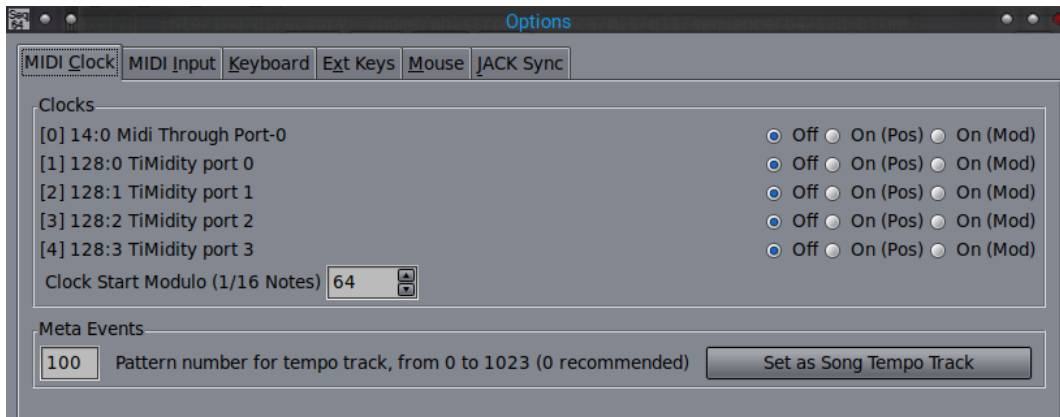 Seq 64
Options
MIDI Clock MIDI Input Keyboard Ext Keys Mouse JACK Sync
Clocks
[0] 14:0 Midi Through Port-0 Off On (Pos) On (Mod)
[1] 128:0 TiMidity port 0 Off On (Pos) On (Mod)
[2] 128:1 TiMidity port 1 Off On (Pos) On (Mod)
[3] 128:2 TiMidity port 2 Off On (Pos) On (Mod)
[4] 128:3 TiMidity port 3 Off On (Pos) On (Mod)
Clock Start Modulo (1/16 Notes) 64
Meta Events
100 Pattern number for tempo track, from 0 to 1023 (0 recommended) Set as Song Tempo Track